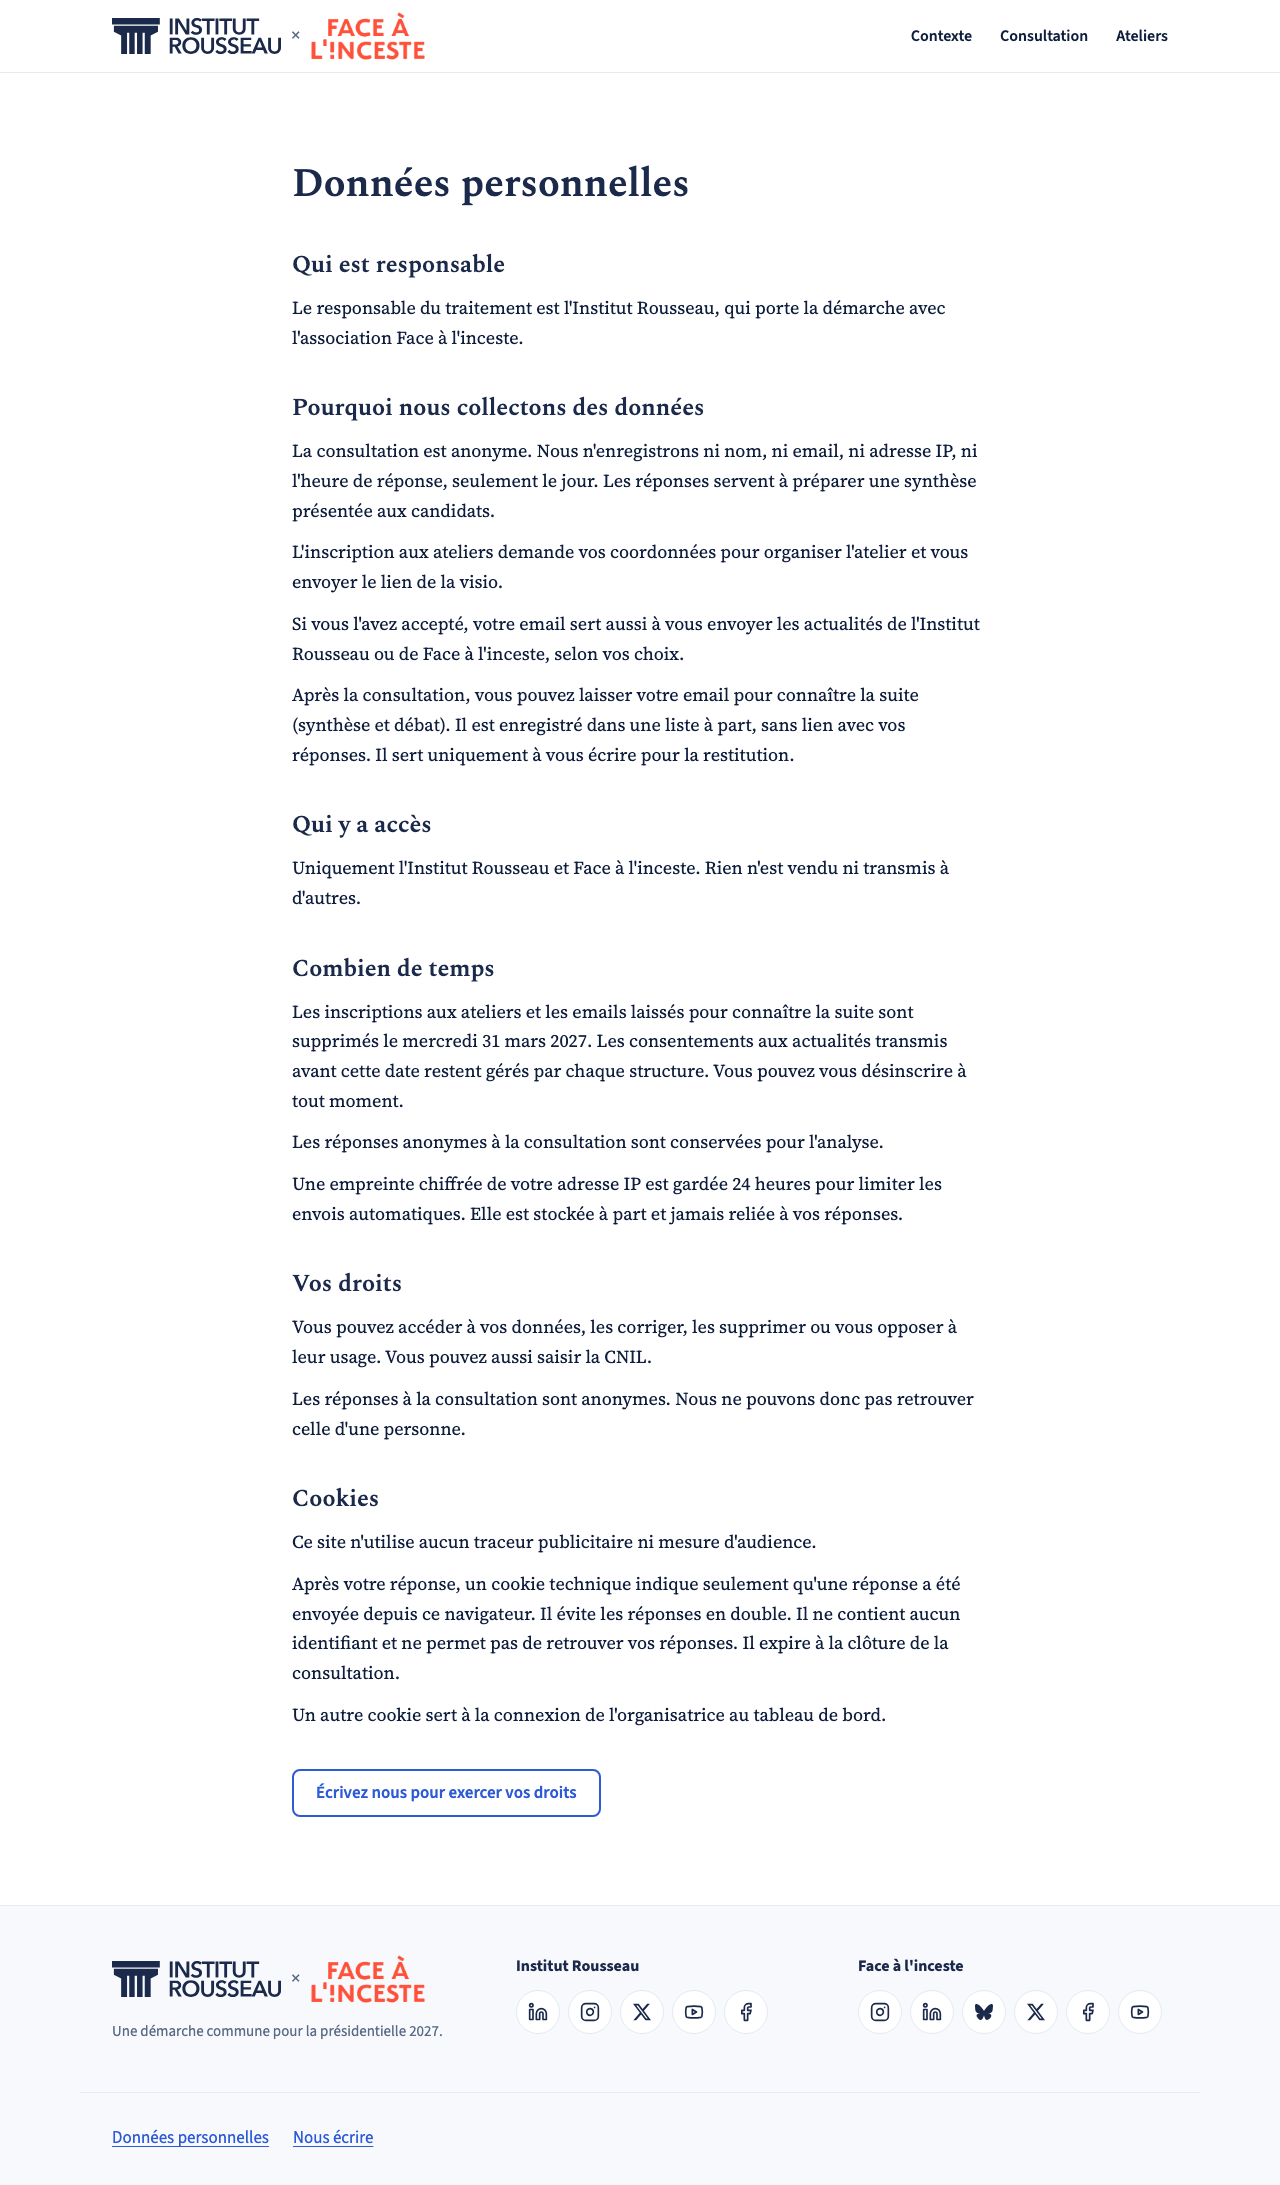 INSTITUT
ROUSSEAU
×
FACE À
L'INCESTE
Contexte
Consultation
Ateliers
Données personnelles
Qui est responsable
Le responsable du traitement est l'Institut Rousseau, qui porte la démarche avec
l'association Face à l'inceste.
Pourquoi nous collectons des données
La consultation est anonyme. Nous n'enregistrons ni nom, ni email, ni adresse IP, ni
l'heure de réponse, seulement le jour. Les réponses servent à préparer une synthèse
présentée aux candidats.
L'inscription aux ateliers demande vos coordonnées pour organiser l'atelier et vous
envoyer le lien de la visio.
Si vous l'avez accepté, votre email sert aussi à vous envoyer les actualités de l'Institut
Rousseau ou de Face à l'inceste, selon vos choix.
Après la consultation, vous pouvez laisser votre email pour connaître la suite
(synthèse et débat). Il est enregistré dans une liste à part, sans lien avec vos
réponses. Il sert uniquement à vous écrire pour la restitution.
Qui y a accès
Uniquement l'Institut Rousseau et Face à l'inceste. Rien n'est vendu ni transmis à
d'autres.
Combien de temps
Les inscriptions aux ateliers et les emails laissés pour connaître la suite sont
supprimés le mercredi 31 mars 2027. Les consentements aux actualités transmis
avant cette date restent gérés par chaque structure. Vous pouvez vous désinscrire à
tout moment.
Les réponses anonymes à la consultation sont conservées pour l'analyse.
Une empreinte chiffrée de votre adresse IP est gardée 24 heures pour limiter les
envois automatiques. Elle est stockée à part et jamais reliée à vos réponses.
Vos droits
Vous pouvez accéder à vos données, les corriger, les supprimer ou vous opposer à
leur usage. Vous pouvez aussi saisir la CNIL.
Les réponses à la consultation sont anonymes. Nous ne pouvons donc pas retrouver
celle d'une personne.
Cookies
Ce site n'utilise aucun traceur publicitaire ni mesure d'audience.
Après votre réponse, un cookie technique indique seulement qu'une réponse a été
envoyée depuis ce navigateur. Il évite les réponses en double. Il ne contient aucun
identifiant et ne permet pas de retrouver vos réponses. Il expire à la clôture de la
consultation.
Un autre cookie sert à la connexion de l'organisatrice au tableau de bord.
Écrivez nous pour exercer vos droits
INSTITUT
ROUSSEAU
×
FACE À
L'INCESTE
Une démarche commune pour la présidentielle 2027.
Institut Rousseau
Face à l'inceste
Données personnelles
Nous écrire